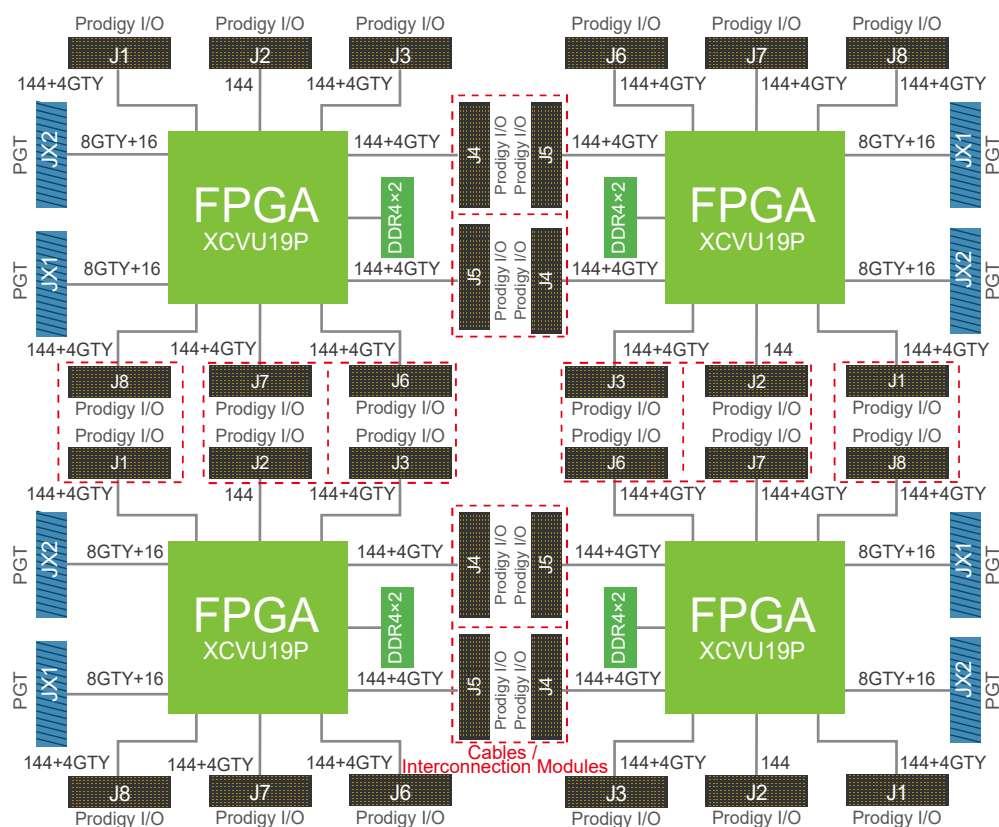 Prodigy I/O Prodigy I/O Prodigy I/O Prodigy I/O Prodigy I/O Prodigy I/O
J1 J2 J3 J6 J7 J8
144+4GTY 144 144+4GTY 144+4GTY 144+4GTY 144+4GTY
PGT JX2 8GTY+16 144+4GTY J4 Prodigy I/O Prodigy I/O J5 144+4GTY 8GTY+16 JX1 PGT
FPGA DDR4×2 DDR4×2 FPGA
XCVU19P XCVU19P
PGT JX1 8GTY+16 144+4GTY J5 Prodigy I/O Prodigy I/O J4 144+4GTY 8GTY+16 JX2 PGT
144+4GTY 144+4GTY 144+4GTY 144+4GTY 144 144+4GTY
J8 J7 J6 J3 J2 J1
Prodigy I/O Prodigy I/O Prodigy I/O Prodigy I/O Prodigy I/O Prodigy I/O
Prodigy I/O Prodigy I/O Prodigy I/O Prodigy I/O Prodigy I/O Prodigy I/O
J1 J2 J3 J6 J7 J8
144+4GTY 144 144+4GTY 144+4GTY 144+4GTY 144+4GTY
PGT JX2 8GTY+16 144+4GTY J4 Prodigy I/O Prodigy I/O J5 144+4GTY 8GTY+16 JX1 PGT
FPGA DDR4×2 DDR4×2 FPGA
XCVU19P XCVU19P
PGT JX1 8GTY+16 144+4GTY J5 Prodigy I/O Prodigy I/O J4 144+4GTY 8GTY+16 JX2 PGT
Cables /
Interconnection Modules
144+4GTY 144+4GTY 144+4GTY 144+4GTY 144 144+4GTY
J8 J7 J6 J3 J2 J1
Prodigy I/O Prodigy I/O Prodigy I/O Prodigy I/O Prodigy I/O Prodigy I/O